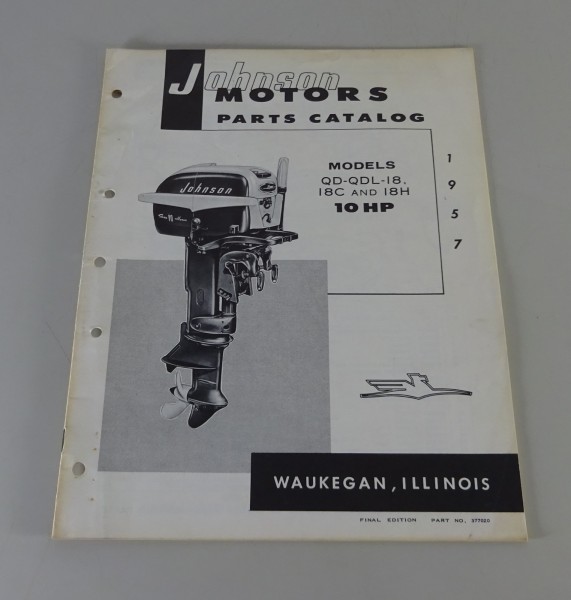 Johnson
MOTORS
PARTS CATALOG
MODELS
QD-QDL-18,
18C AND 18H
10 HP
1
9
5
7
Johnson
WAUKEGAN, ILLINOIS
FINAL EDITION PART NO. 377020